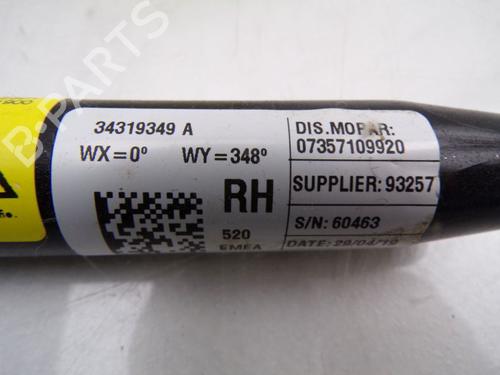 34319349 A
WX=0° WY=348°
RH
520
EMEA
DIS.MOPAR:
07357109920
SUPPLIER: 93257
S/N: 60463
DATE: 29/04/19
B-PARTS